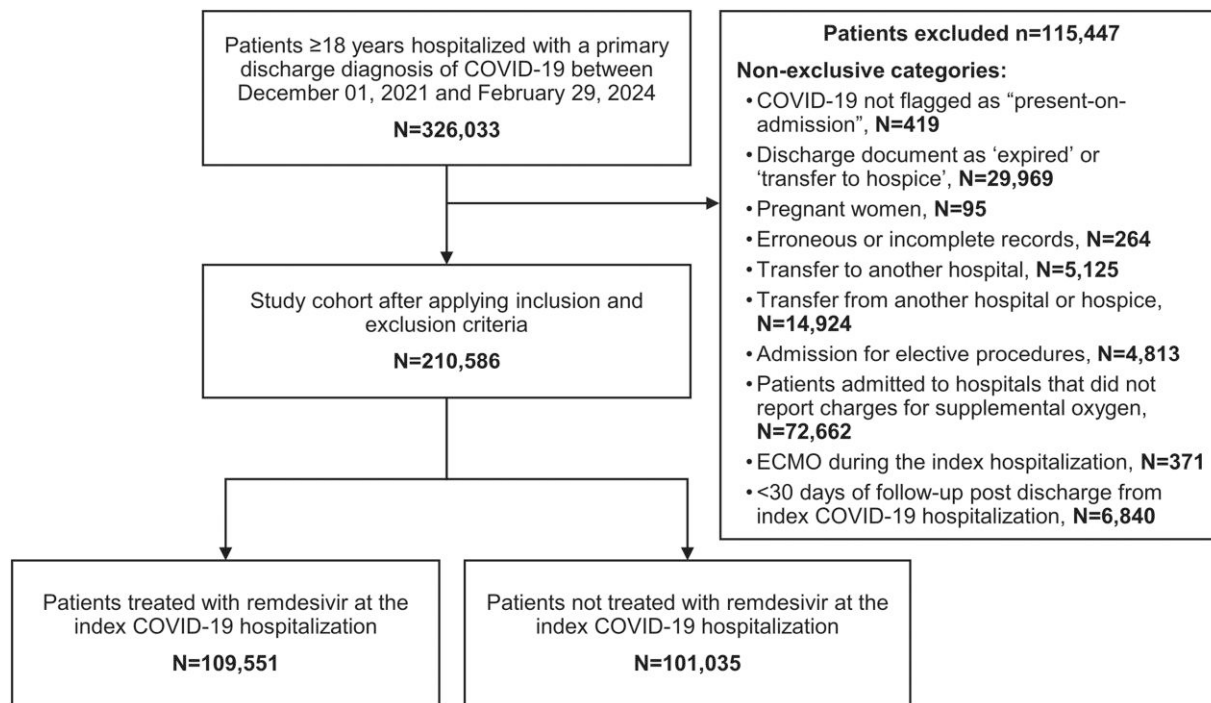 Patients ≥18 years hospitalized with a primary
discharge diagnosis of COVID-19 between
December 01, 2021 and February 29, 2024
N=326,033
Patients excluded n=115,447
Non-exclusive categories:
•COVID-19 not flagged as “present-on-
admission”, N=419
•Discharge document as ‘expired’ or
‘transfer to hospice’, N=29,969
•Pregnant women, N=95
•Erroneous or incomplete records, N=264
•Transfer to another hospital, N=5,125
•Transfer from another hospital or hospice,
N=14,924
•Admission for elective procedures, N=4,813
•Patients admitted to hospitals that did not
report charges for supplemental oxygen,
N=72,662
•ECMO during the index hospitalization, N=371
•<30 days of follow-up post discharge from
index COVID-19 hospitalization, N=6,840
Study cohort after applying inclusion and
exclusion criteria
N=210,586
Patients treated with remdesivir at the
index COVID-19 hospitalization
N=109,551
Patients not treated with remdesivir at the
index COVID-19 hospitalization
N=101,035